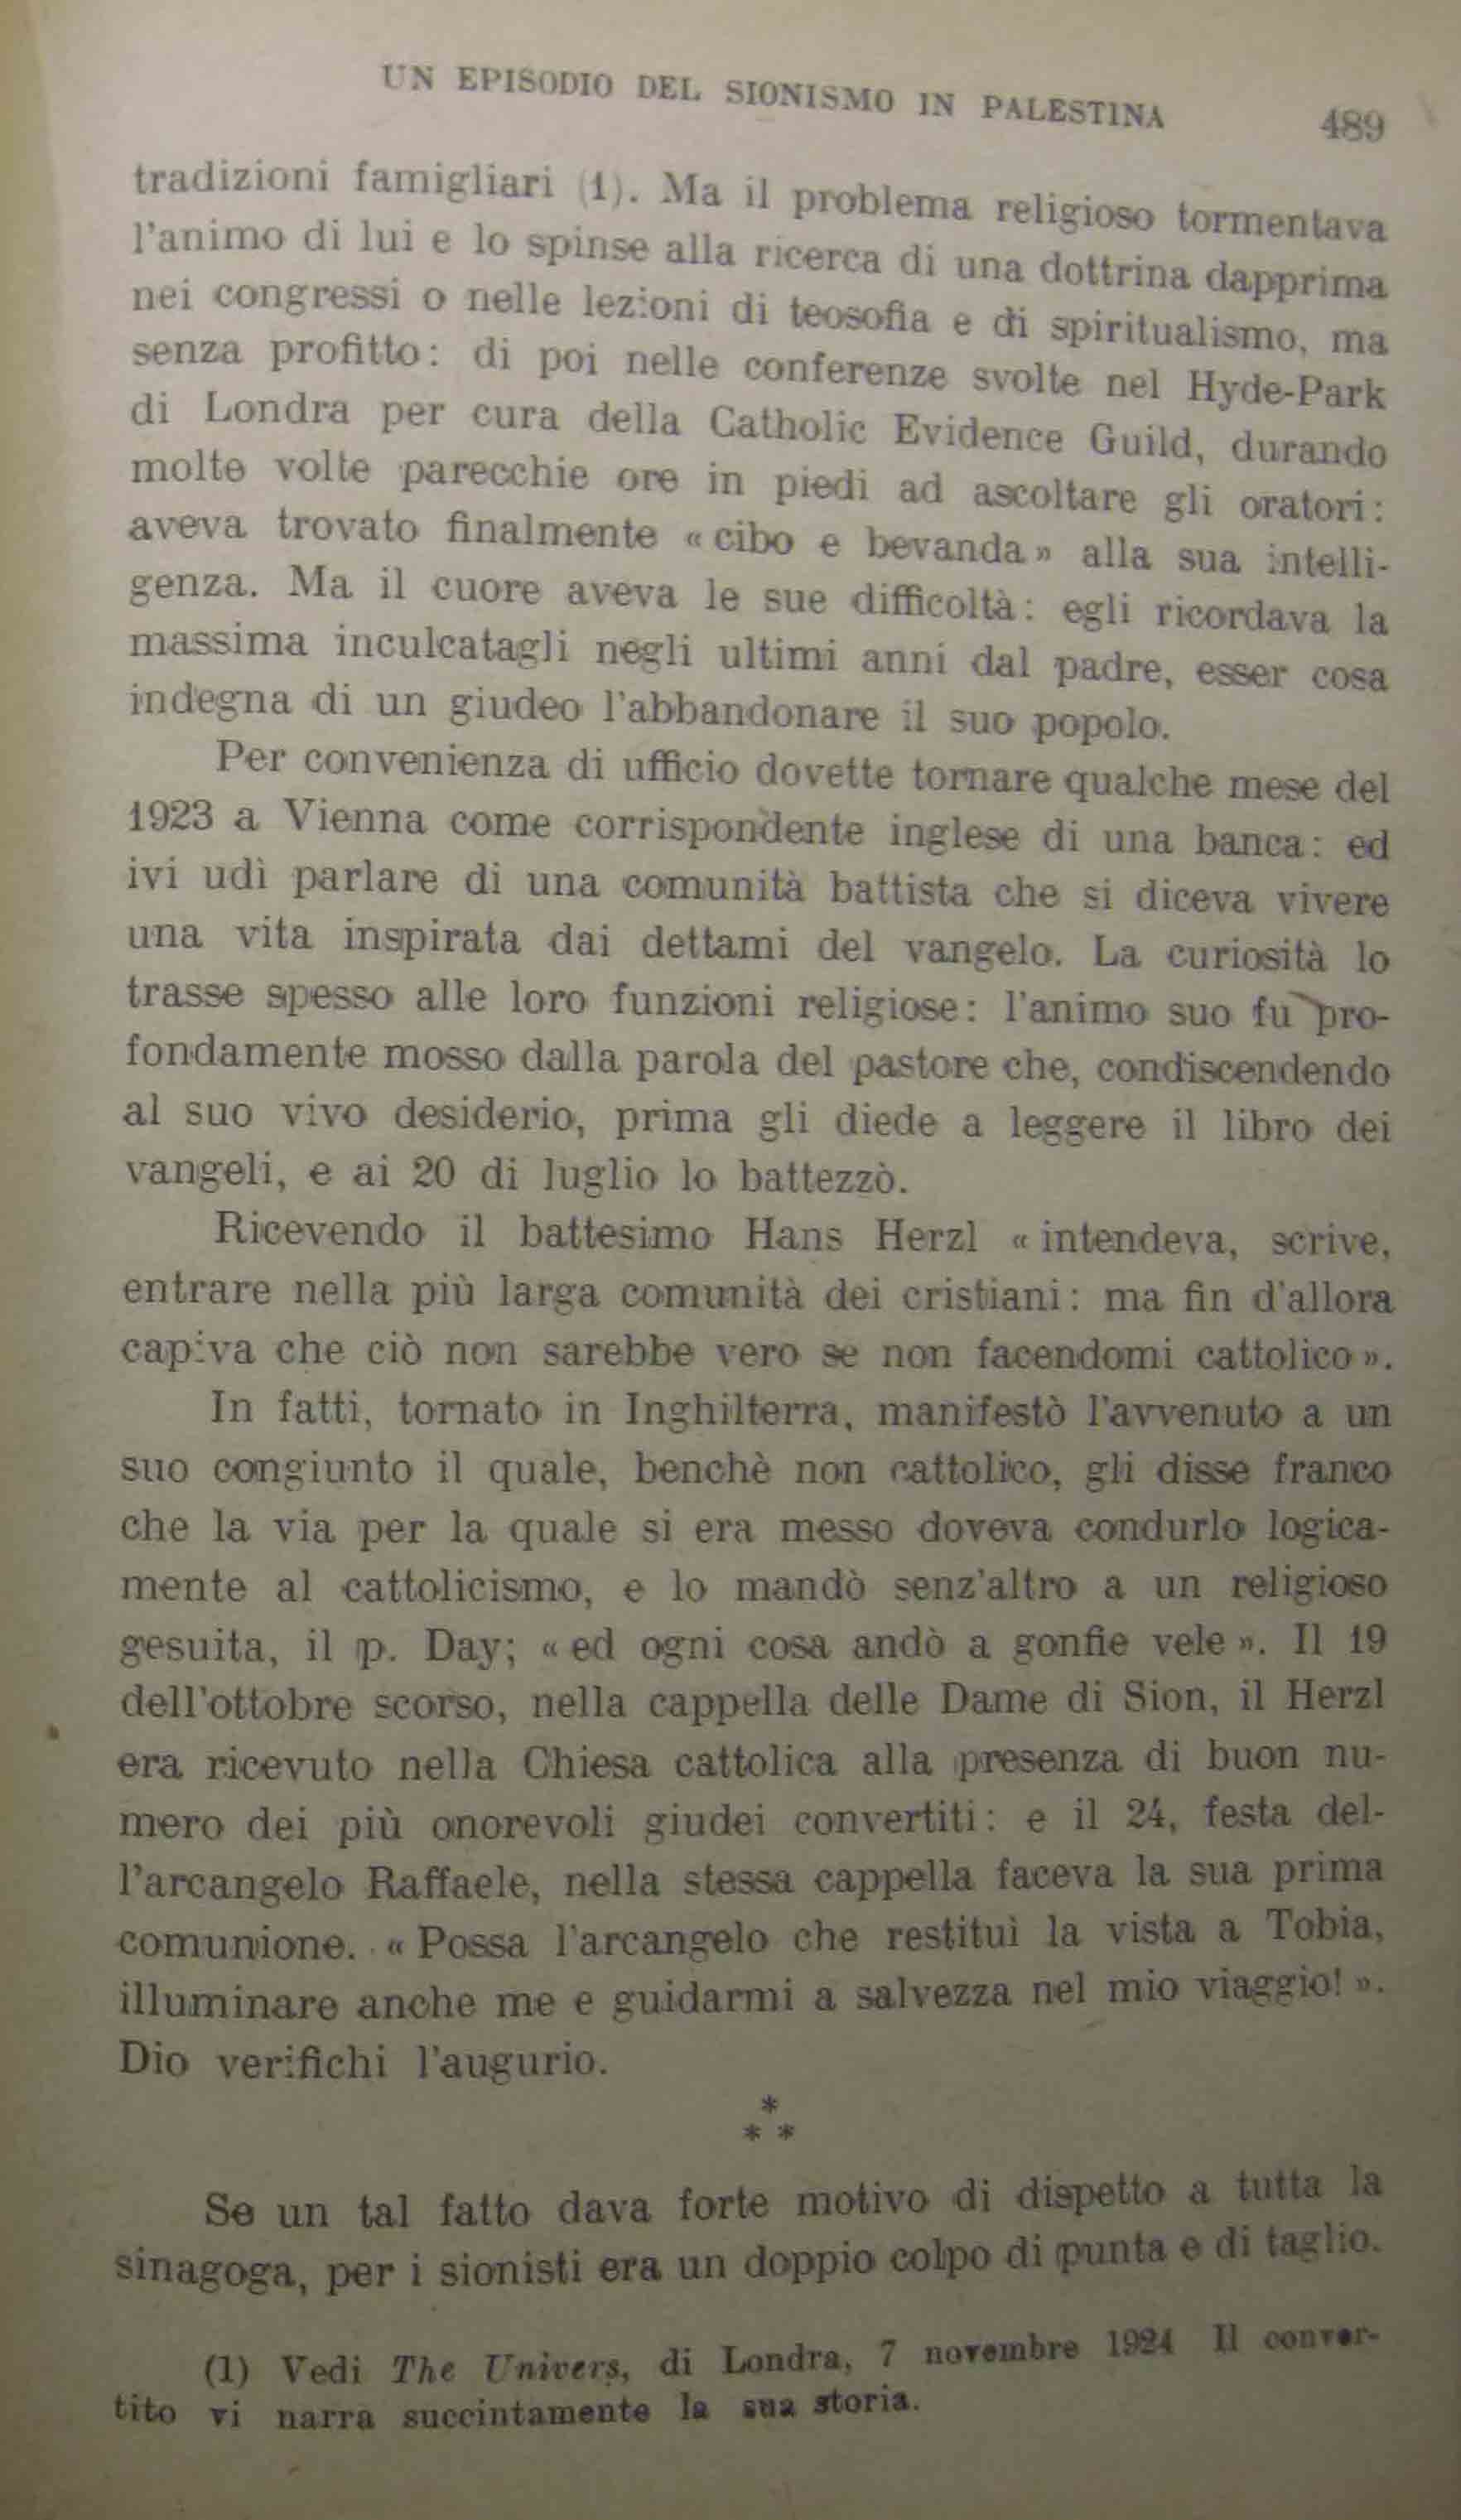 UN EPISODIO DEL SIONISMO IN PALESTINA 489
tradizioni famigliari (1). Ma il problema religioso tormentava
l'animo di lui e lo spinse alla ricerca di una dottrina dapprima
nei congressi o nelle lezioni di teosofia e di spiritualismo, ma
senza profitto: di poi nelle conferenze svolte nel Hyde-Park
di Londra per cura della Catholic Evidence Guild, durando
molte volte parecchie ore in piedi ad ascoltare gli oratori:
aveva trovato finalmente « cibo e bevanda » alla sua intelli-
genza. Ma il cuore aveva le sue difficoltà: egli ricordava la
massima inculcatagli negli ultimi anni dal padre, esser cosa
indegna di un giudeo l'abbandonare il suo popolo.
Per convenienza di ufficio dovette tornare qualche mese del
1923 a Vienna come corrispondente inglese di una banca: ed
ivi udì parlare di una comunità battista che si diceva vivere
una vita inspirata dai dettami del vangelo. La curiosità lo
trasse spesso alle loro funzioni religiose: l'animo suo fu pro-
fondamente mosso dalla parola del pastore che, condiscendendo
al suo vivo desiderio, prima gli diede a leggere il libro dei
vangeli, e ai 20 di luglio lo battezzò.
Ricevendo il battesimo Hans Herzl « intendeva, scrive,
entrare nella più larga comunità dei cristiani: ma fin d'allora
capiva che ciò non sarebbe vero se non facendomi cattolico ».
In fatti, tornato in Inghilterra, manifestò l'avvenuto a un
suo congiunto il quale, benchè non cattolico, gli disse franco
che la via per la quale si era messo doveva condurlo logica-
mente al cattolicismo, e lo mandò senz'altro a un religioso
gesuita, il p. Day; « ed ogni cosa andò a gonfie vele ». Il 19
dell'ottobre scorso, nella cappella delle Dame di Sion, il Herzl
era ricevuto nella Chiesa cattolica alla presenza di buon nu-
mero dei più onorevoli giudei convertiti: e il 24, festa del-
l'arcangelo Raffaele, nella stessa cappella faceva la sua prima
comunione. « Possa l'arcangelo che restituì la vista a Tobia,
illuminare anche me e guidarmi a salvezza nel mio viaggio! ».
Dio verifichi l'augurio.
*
* *
Se un tal fatto dava forte motivo di dispetto a tutta la
sinagoga, per i sionisti era un doppio colpo di punta e di taglio.
(1) Vedi The Univers, di Londra, 7 novembre 1924 Il conver-
tito vi narra succintamente la sua storia.